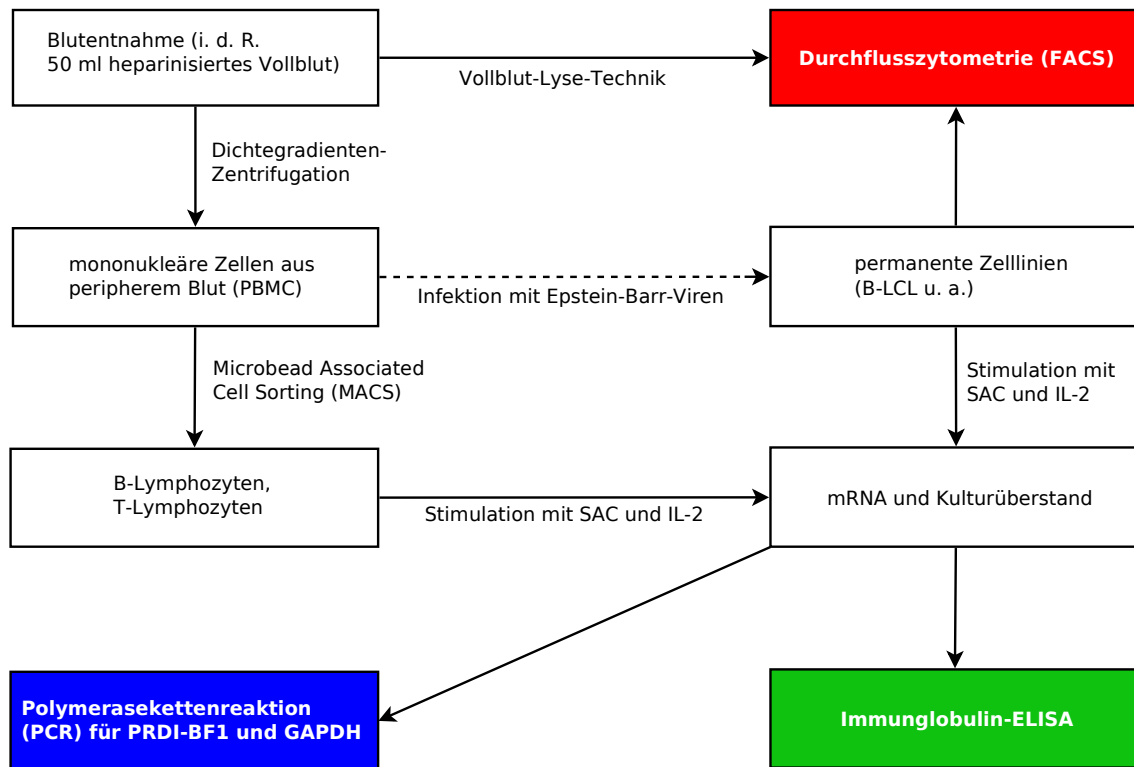 Blutentnahme (i. d. R.
50 ml heparinisiertes Vollblut)
Vollblut-Lyse-Technik
Durchflusszytometrie (FACS)
Dichtegradienten-
Zentrifugation
mononukleäre Zellen aus
peripherem Blut (PBMC)
Infektion mit Epstein-Barr-Viren
permanente Zelllinien
(B-LCL u. a.)
Microbead Associated
Cell Sorting (MACS)
Stimulation mit
SAC und IL-2
B-Lymphozyten,
T-Lymphozyten
Stimulation mit SAC und IL-2
mRNA und Kulturüberstand
Polymerasekettenreaktion
(PCR) für PRDI-BF1 und GAPDH
Immunglobulin-ELISA